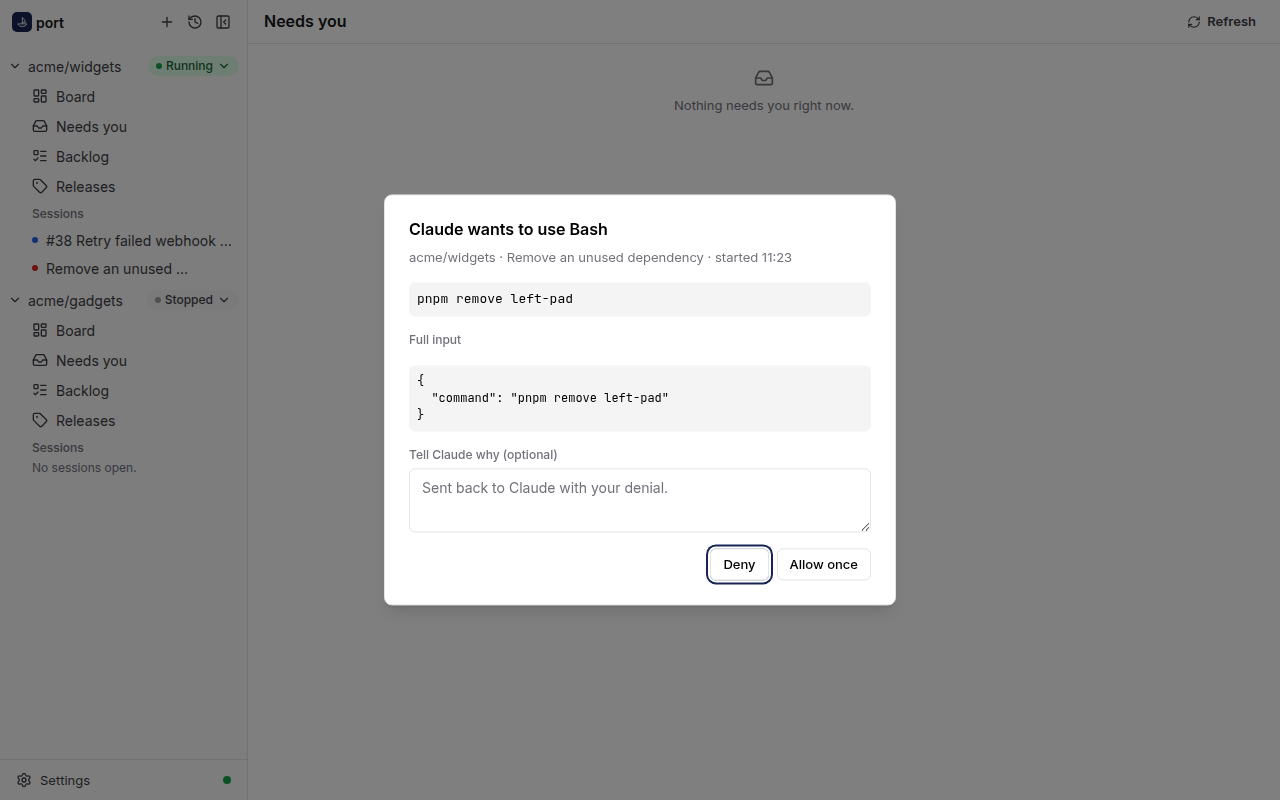 port
acme/widgets
Running
Board
Needs you
Backlog
Releases
Sessions
#38 Retry failed webhook ...
Remove an unused ...
acme/gadgets
Stopped
Board
Needs you
Backlog
Releases
Sessions
No sessions open.
Settings
Needs you
Refresh
Nothing needs you right now.
Claude wants to use Bash
acme/widgets · Remove an unused dependency · started 11:23
pnpm remove left-pad
Full input
{
"command": "pnpm remove left-pad"
}
Tell Claude why (optional)
Sent back to Claude with your denial.
Deny
Allow once